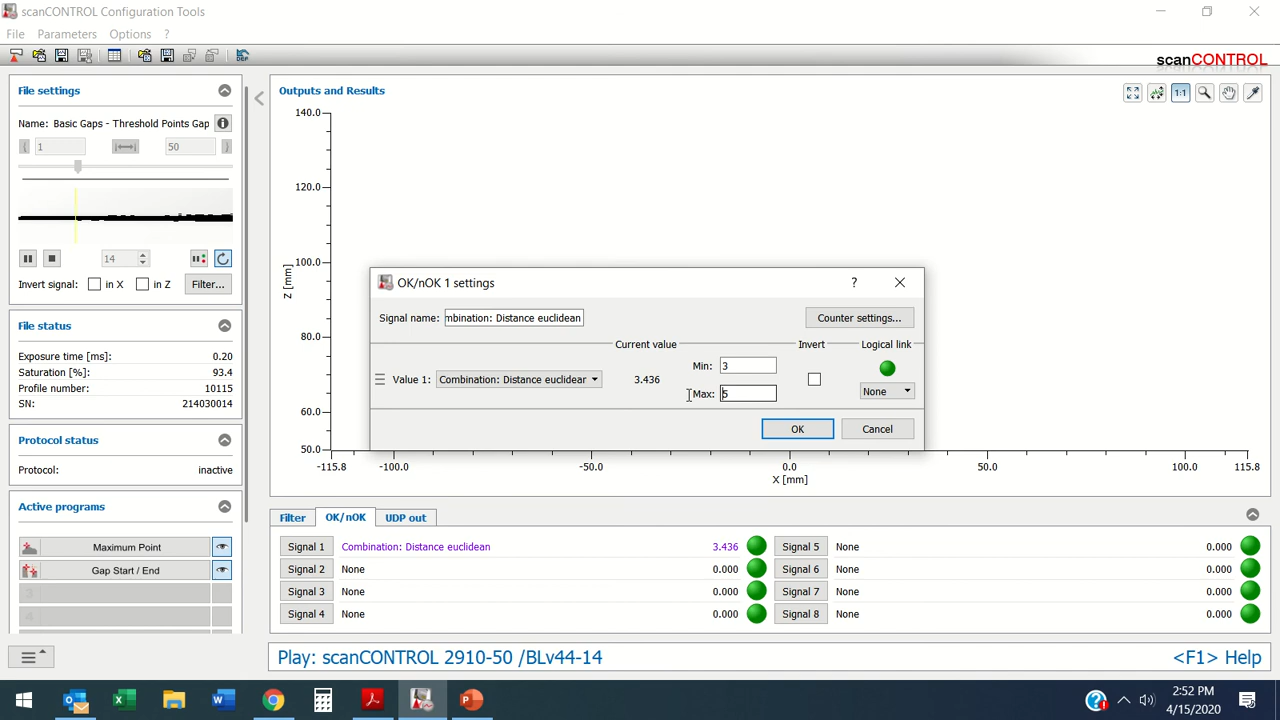 scanCONTROL Configuration Tools
File Parameters Options ?
scanCONTROL
File settings
Name: Basic Gaps - Threshold Points Gap
1 50
14
Invert signal: in X in Z Filter...
File status
Exposure time [ms]: 0.20
Saturation [%]: 93.4
Profile number: 10115
SN: 214030014
Protocol status
Protocol: inactive
Active programs
Maximum Point
Gap Start / End
3
4
Outputs and Results
1:1
140.0
120.0
100.0
80.0
60.0
50.0
Z [mm]
-115.8 -100.0 -50.0 0.0 50.0 100.0 115.8
X [mm]
OK/nOK 1 settings
?
Signal name: mbination: Distance euclidean Counter settings...
Current value Invert Logical link
Value 1: Combination: Distance euclidear 3.436
Min: 3
Max: 5
None
OK Cancel
Filter OK/nOK UDP out
Signal 1 Combination: Distance euclidean 3.436 Signal 5 None 0.000
Signal 2 None 0.000 Signal 6 None 0.000
Signal 3 None 0.000 Signal 7 None 0.000
Signal 4 None 0.000 Signal 8 None 0.000
Play: scanCONTROL 2910-50 /BLv44-14 <F1> Help
2:52 PM
4/15/2020